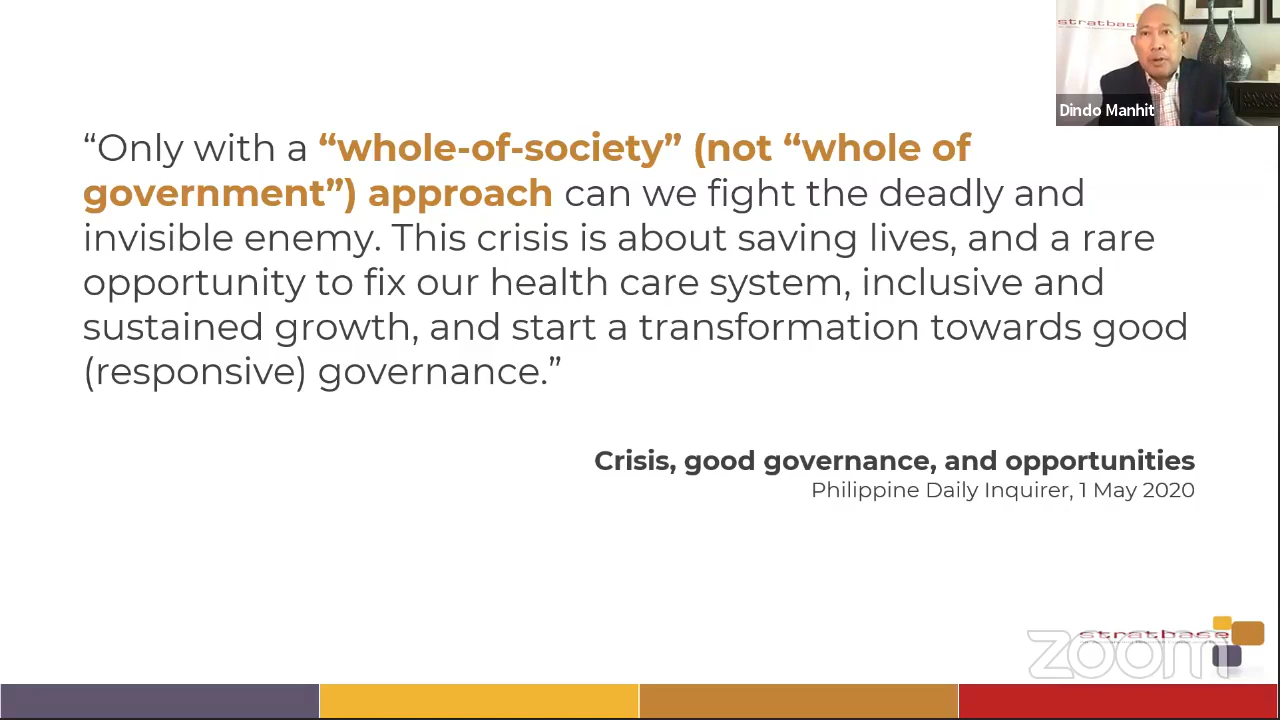 stratbase
Dindo Manhit
“Only with a “whole-of-society” (not “whole of
government”) approach can we fight the deadly and
invisible enemy. This crisis is about saving lives, and a rare
opportunity to fix our health care system, inclusive and
sustained growth, and start a transformation towards good
(responsive) governance.”
Crisis, good governance, and opportunities
Philippine Daily Inquirer, 1 May 2020
stratbase
zoom